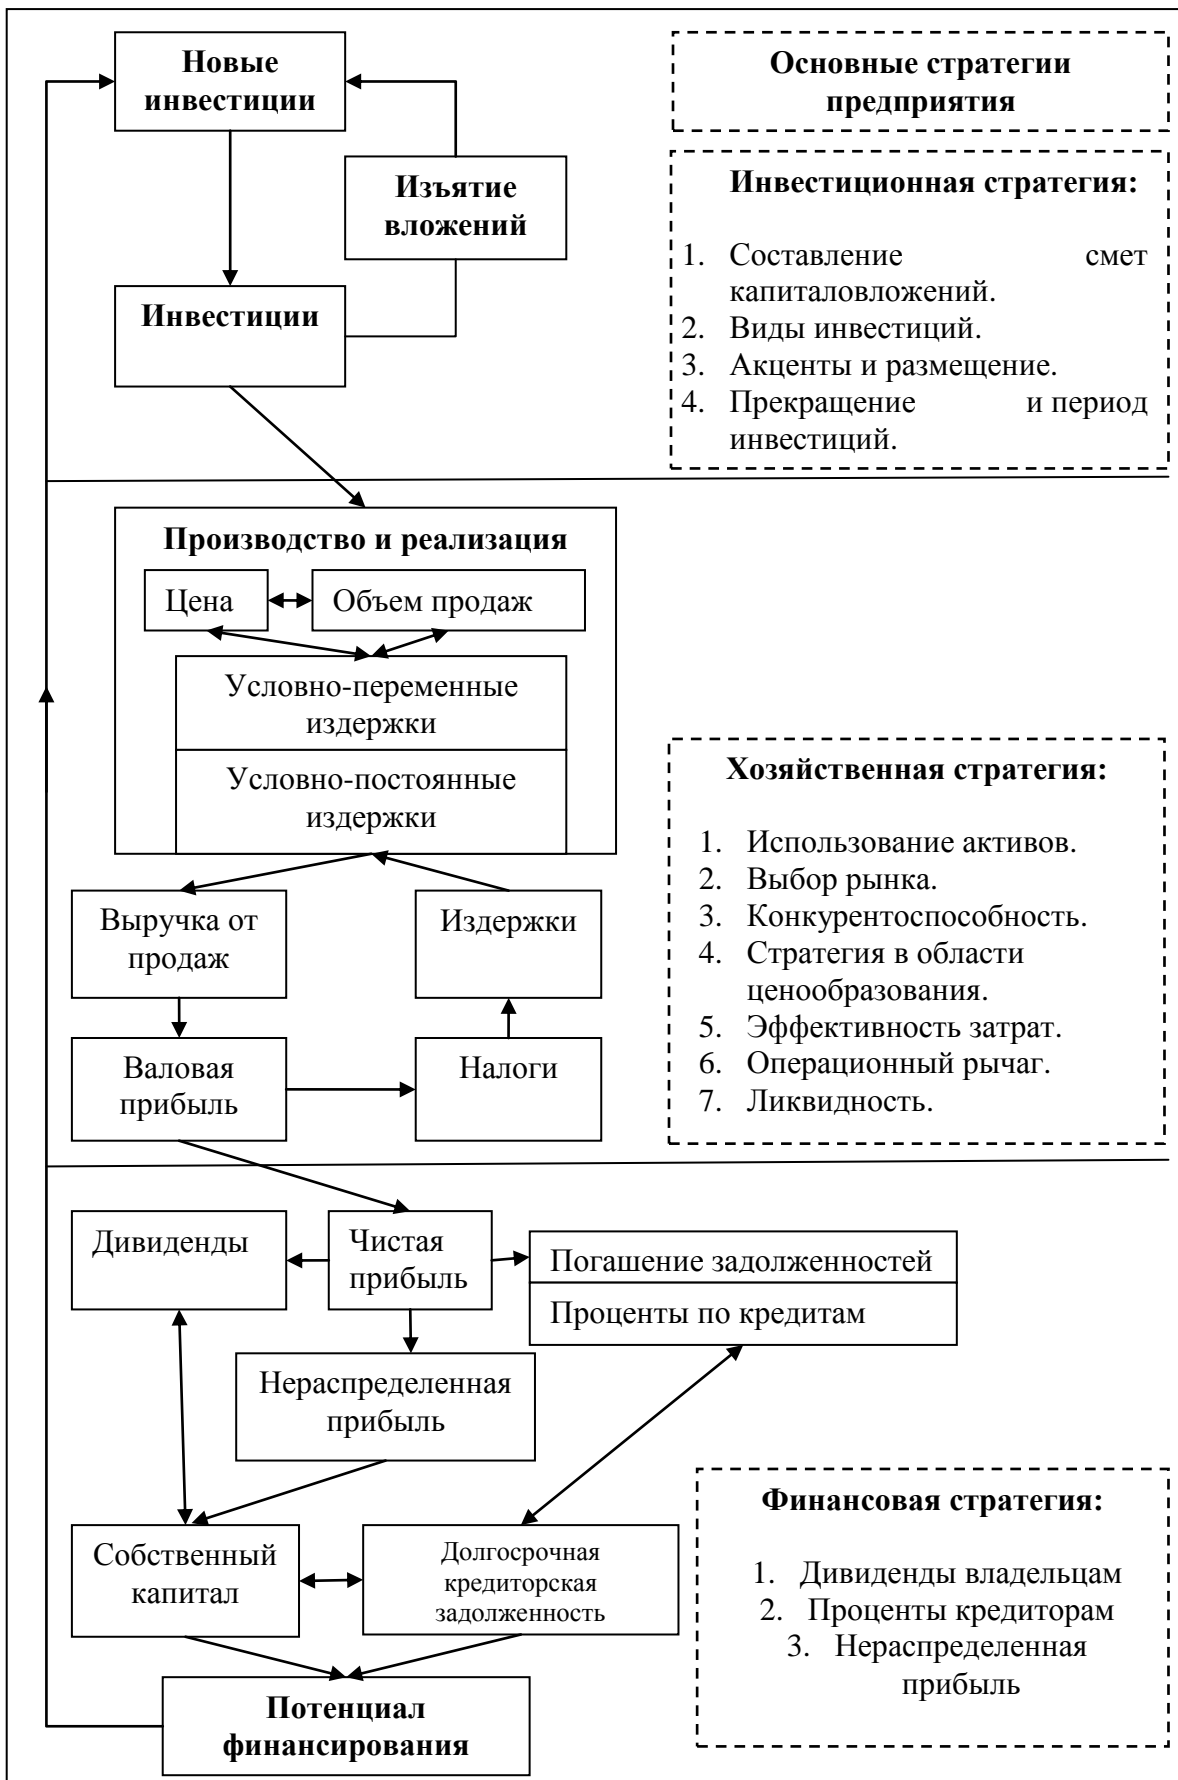 Новые
инвестиции
Основные стратегии
предприятия
Изъятие
вложений
Инвестиции
Инвестиционная стратегия:
1. Составление смет
капиталовложений.
2. Виды инвестиций.
3. Акценты и размещение.
4. Прекращение и период
инвестиций.
Производство и реализация
Цена
Объем продаж
Условно-переменные
издержки
Условно-постоянные
издержки
Выручка от
продаж
Издержки
Валовая
прибыль
Налоги
Хозяйственная стратегия:
1. Использование активов.
2. Выбор рынка.
3. Конкурентоспособность.
4. Стратегия в области
ценообразования.
5. Эффективность затрат.
6. Операционный рычаг.
7. Ликвидность.
Дивиденды
Чистая
прибыль
Погашение задолженностей
Проценты по кредитам
Нераспределенная
прибыль
Собственный
капитал
Долгосрочная
кредиторская
задолженность
Финансовая стратегия:
1. Дивиденды владельцам
2. Проценты кредиторам
3. Нераспределенная
прибыль
Потенциал
финансирования